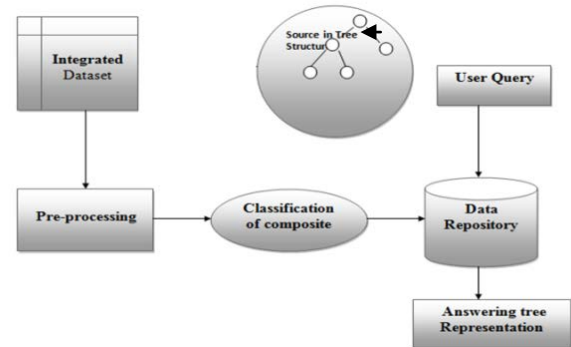 Integrated
Dataset
Source in Tree
Structur
User Query
Pre-processing
Classification
of composite
Data
Repository
Answering tree
Representation